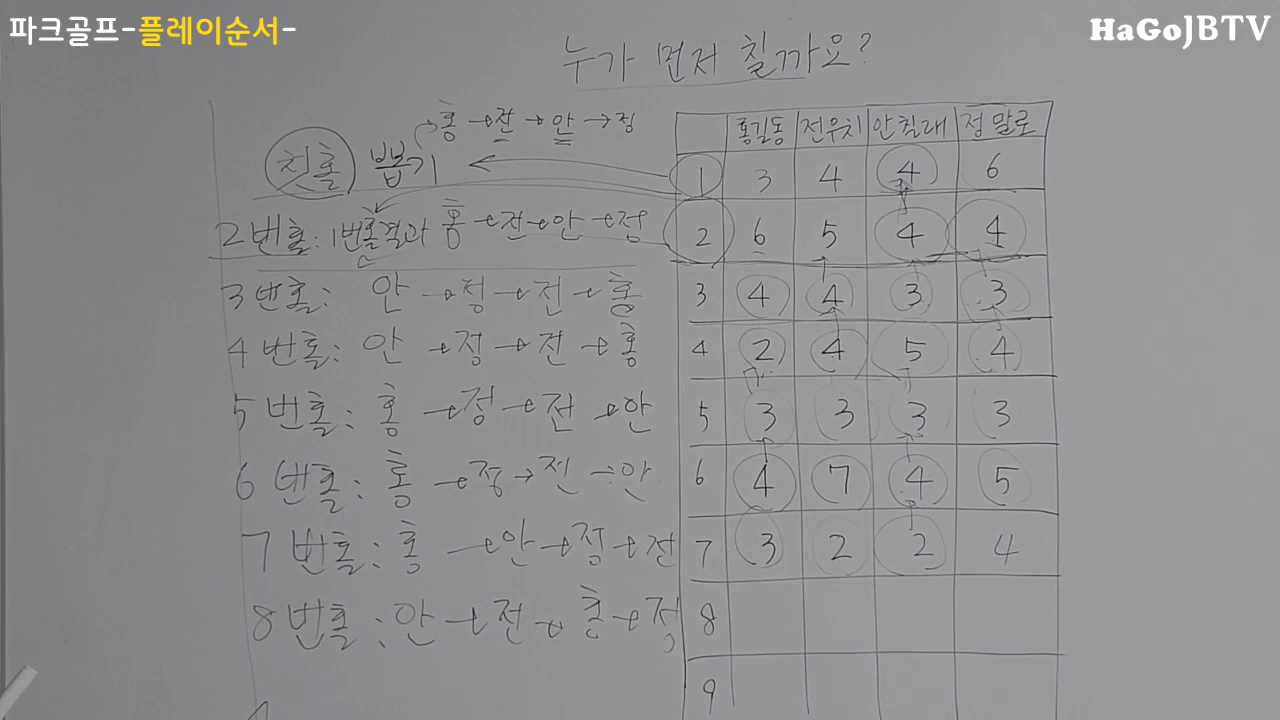 파크골프-플레이순서-
HaGoJBTV
누가 먼저 칠까요?
홍→전→안→정
첫홀 뽑기
2번홀: 1번홀결과 홍→전→안→정
3번홀: 안→정→전→홍
4번홀: 안→정→전→홍
5번홀: 홍→정→전→안
6번홀: 홍→정→전→안
7번홀: 홍→안→정→전
8번홀: 안→전→홍→정
홍길동 전우치 안칠래 정말로
1 3 4 4 6
2 6 5 4 4
3 4 4 3 3
4 2 4 5 4
5 3 3 3 3
6 4 7 4 5
7 3 2 2 4
8
9